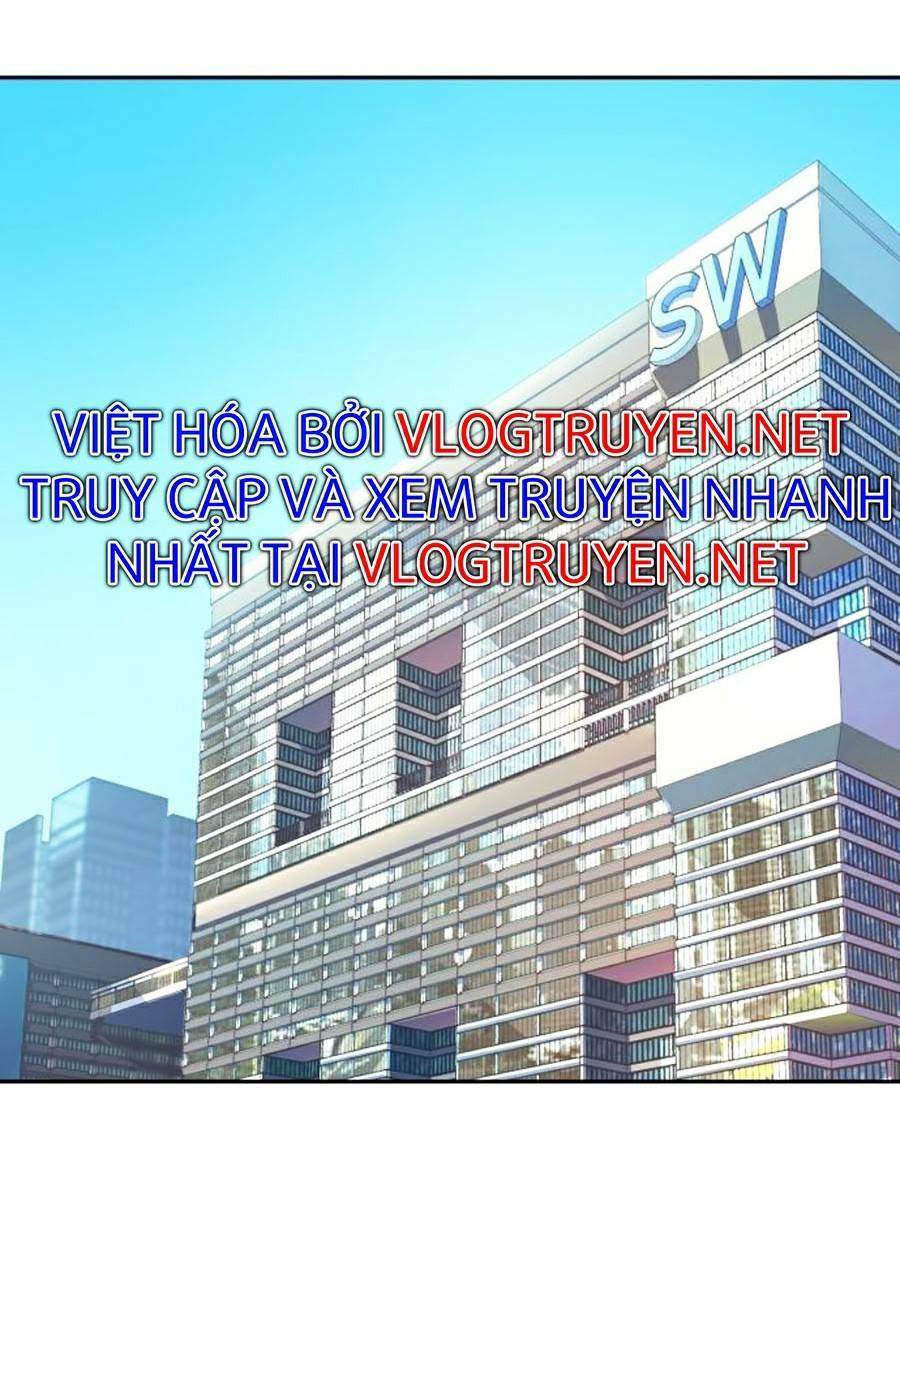 SW
VIỆT HÓA BỞI VLOGTRUYEN.NET
TRUY CẬP VÀ XEM TRUYỆN NHANH
NHẤT TẠI VLOGTRUYEN.NET